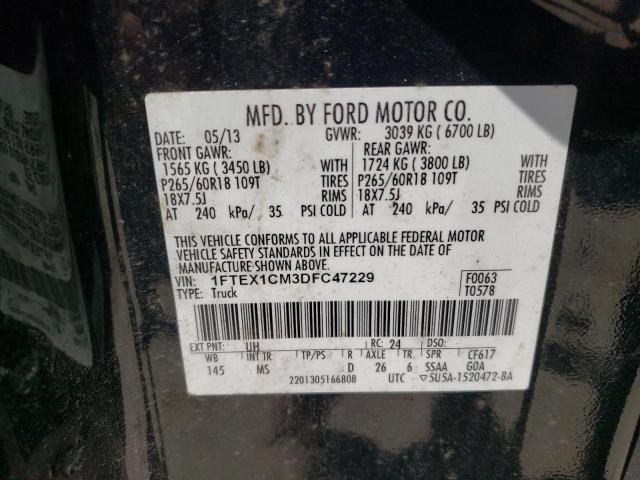 MFD. BY FORD MOTOR CO.
DATE: 05/13 GVWR: 3039 KG ( 6700 LB)
FRONT GAWR: REAR GAWR:
1565 KG ( 3450 LB) WITH 1724 KG ( 3800 LB) WITH
P265/60R18 109T TIRES P265/60R18 109T TIRES
18X7.5J RIMS 18X7.5J RIMS
AT 240 kPa/ 35 PSI COLD AT 240 kPa/ 35 PSI COLD
THIS VEHICLE CONFORMS TO ALL APPLICABLE FEDERAL MOTOR
VEHICLE SAFETY STANDARDS IN EFFECT ON THE DATE OF
MANUFACTURE SHOWN ABOVE.
VIN: 1FTEX1CM3DFC47229 F0063
TYPE: Truck T0578
EXT PNT: UH RC: 24 DSO:
WB INT TR TP/PS R AXLE TR SPR CF617
145 MS D 26 6 SSAA GOA
2201305166808 UTC ▽5U5A-1520472-BA